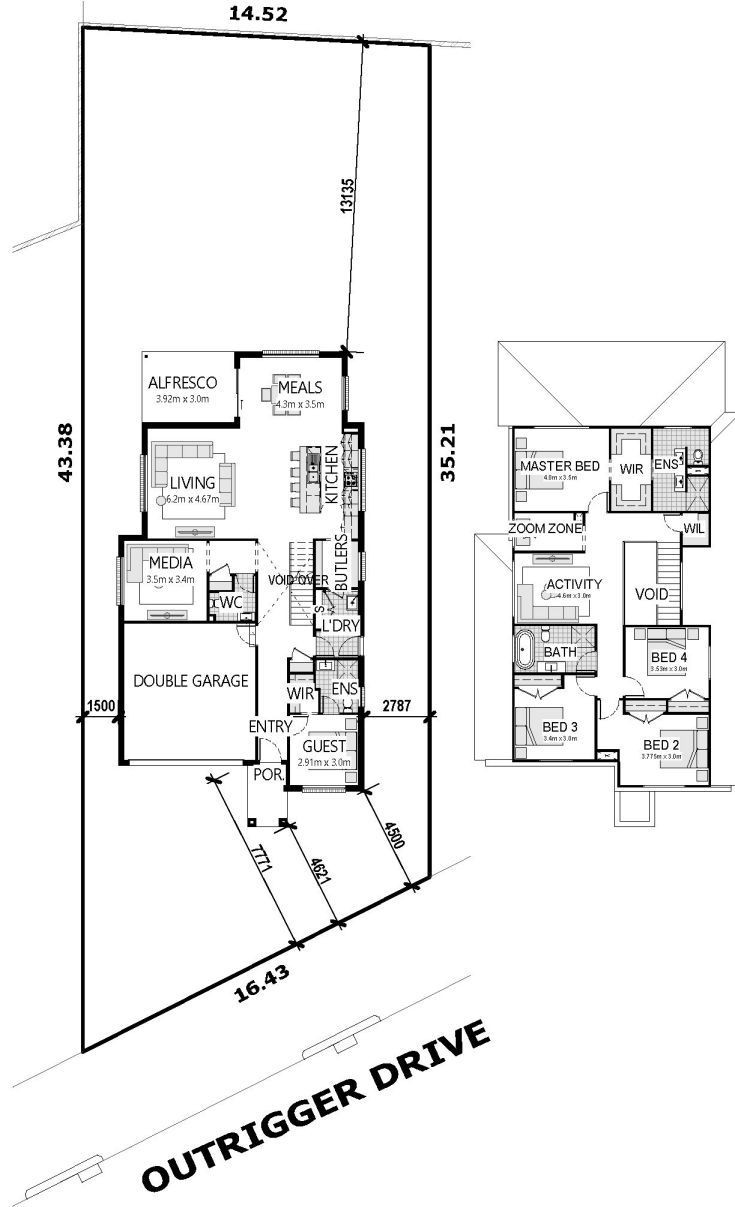 14.52
13135
43.38
35.21
ALFRESCO
3.92m x 3.0m
MEALS
4.3m x 3.5m
LIVING
6.2m x 4.67m
KITCHEN
MEDIA
3.5m x 3.4m
VOID OVER
BUTLERS
WC
S
L'DRY
DOUBLE GARAGE
WIR
ENS
1500
2787
ENTRY
GUEST
2.91m x 3.0m
POR.
7771
4621
4500
16.43
OUTRIGGER DRIVE
MASTER BED
4.0m x 3.5m
WIR
ENS
ZOOM ZONE
WIL
ACTIVITY
4.6m x 3.0m
VOID
BATH
BED 4
3.53m x 3.0m
BED 3
3.4m x 3.0m
BED 2
3.775m x 3.0m